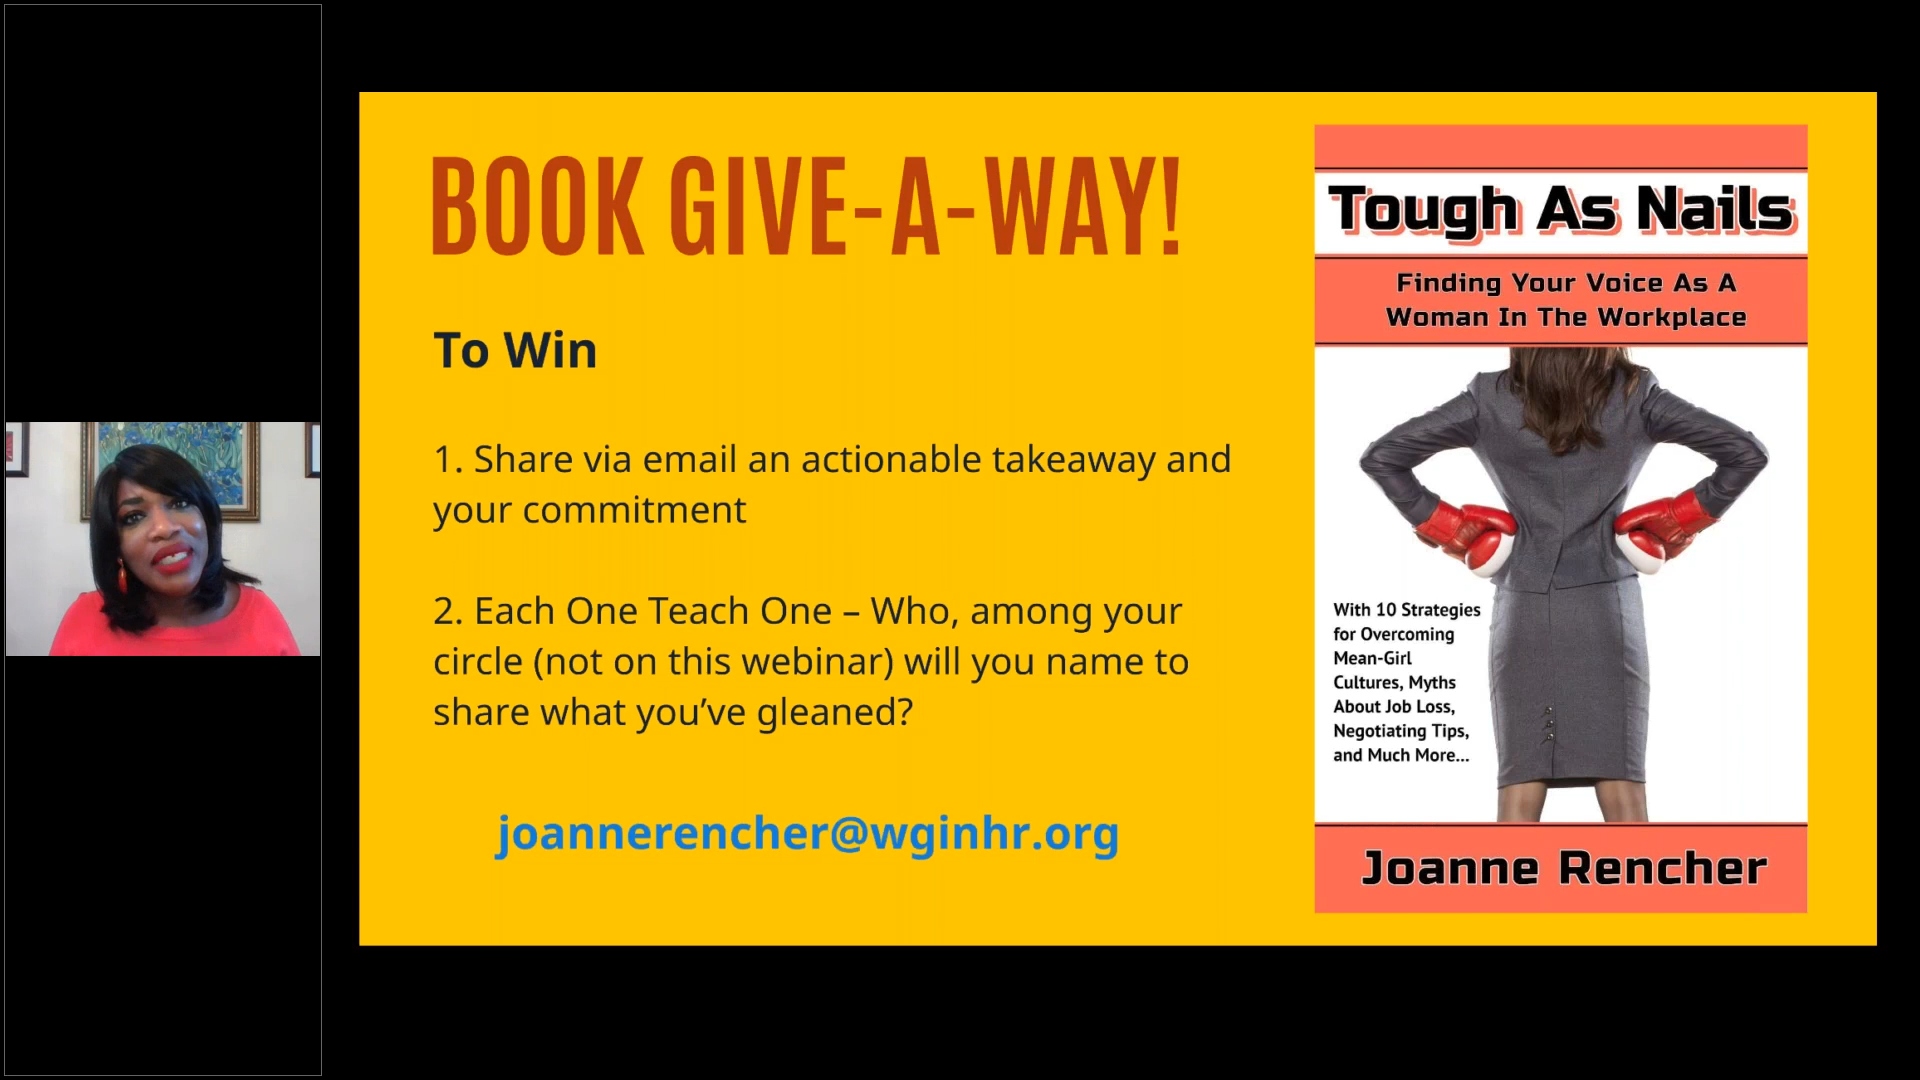 BOOK GIVE-A-WAY!
To Win
1. Share via email an actionable takeaway and
your commitment
2. Each One Teach One – Who, among your
circle (not on this webinar) will you name to
share what you’ve gleaned?
joannerencher@wginhr.org
Tough As Nails
Finding Your Voice As A
Woman In The Workplace
With 10 Strategies
for Overcoming
Mean-Girl
Cultures, Myths
About Job Loss,
Negotiating Tips,
and Much More...
Joanne Rencher